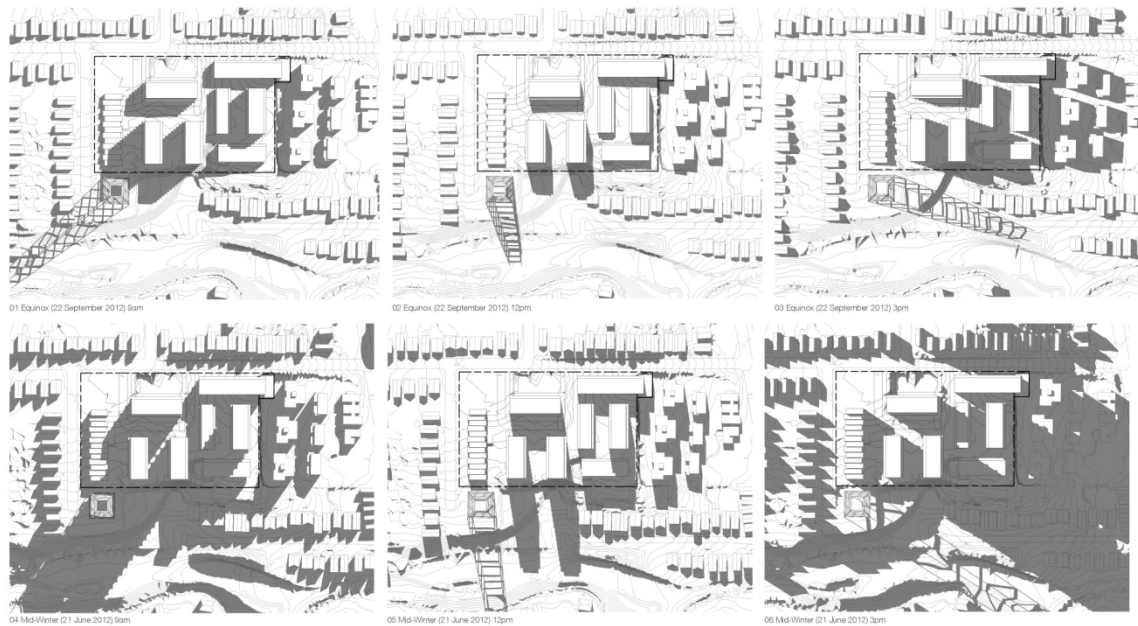 01 Equinox (22 September 2012) 9am
02 Equinox (22 September 2012) 12pm
03 Equinox (22 September 2012) 3pm
04 Mid-Winter (21 June 2012) 9am
05 Mid-Winter (21 June 2012) 12pm
06 Mid-Winter (21 June 2012) 3pm